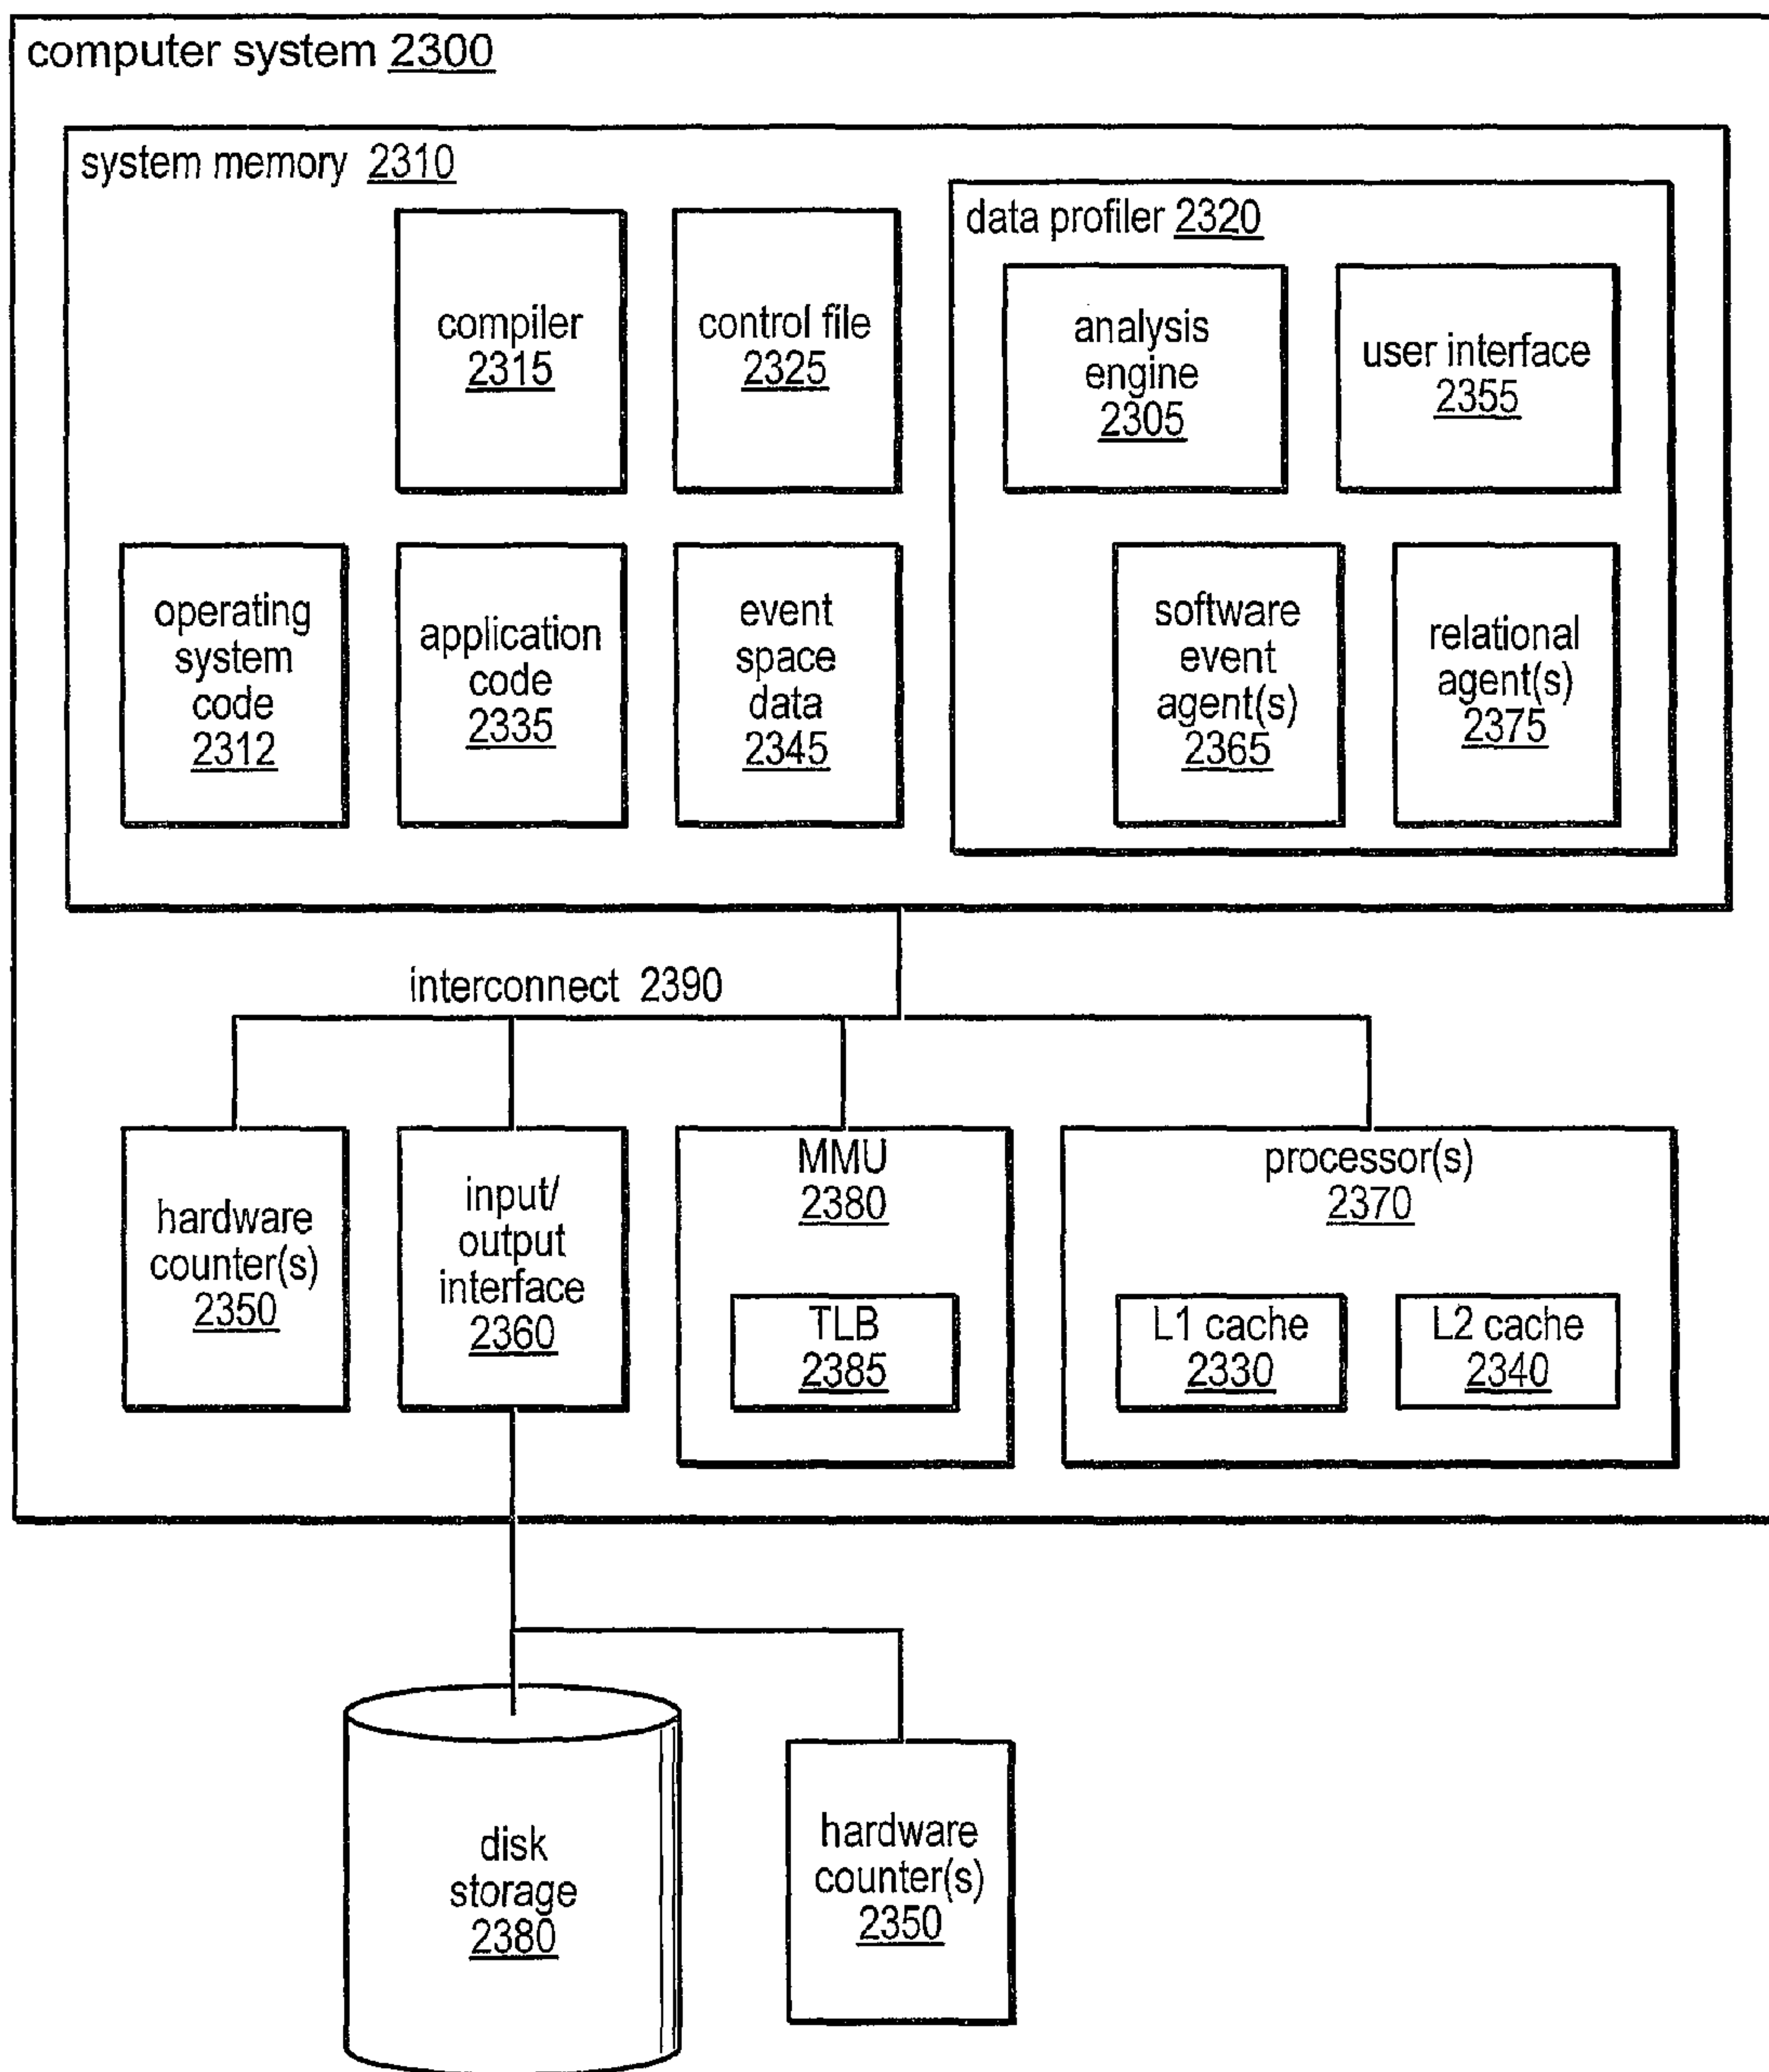 computer system 2300
system memory 2310
compiler
2315
control file
2325
data profiler 2320
analysis
engine
2305
user interface
2355
operating
system
code
2312
application
code
2335
event
space
data
2345
software
event
agent(s)
2365
relational
agent(s)
2375
interconnect 2390
hardware
counter(s)
2350
input/
output
interface
2360
MMU
2380
TLB
2385
processor(s)
2370
L1 cache
2330
L2 cache
2340
disk
storage
2380
hardware
counter(s)
2350